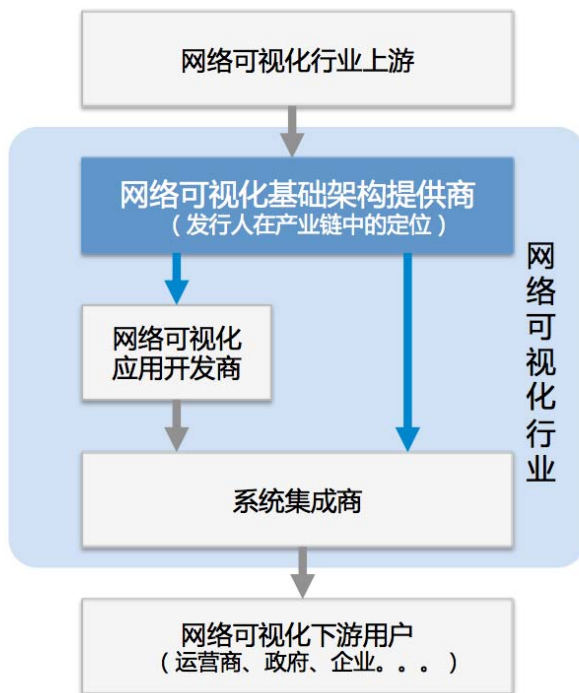 网络可视化行业上游
网络可视化基础架构提供商
（发行人在产业链中的定位）
网络可视化
应用开发商
网络可视化行业
系统集成商
网络可视化下游用户
（运营商、政府、企业。。。）